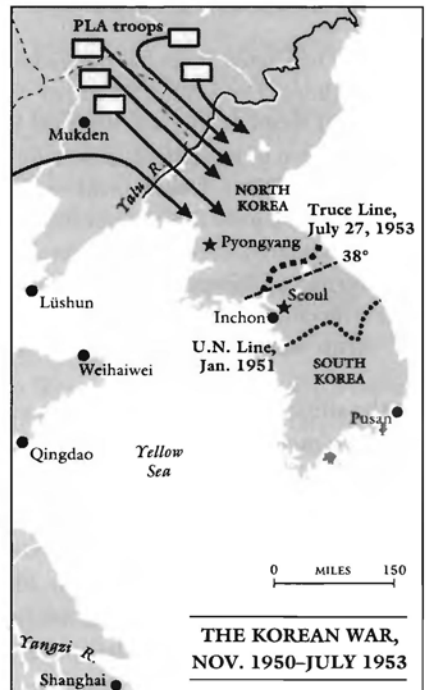 PLA troops
Mukden
Yalu R.
NORTH
KOREA
Truce Line,
July 27, 1953
Pyongyang
38°
Lüshun
Seoul
Inchon
U.N. Line,
Jan. 1951
Weihaiwei
SOUTH
KOREA
Pusan
Qingdao
Yellow
Sea
0 MILES 150
THE KOREAN WAR,
NOV. 1950–JULY 1953
Yangzi R.
Shanghai